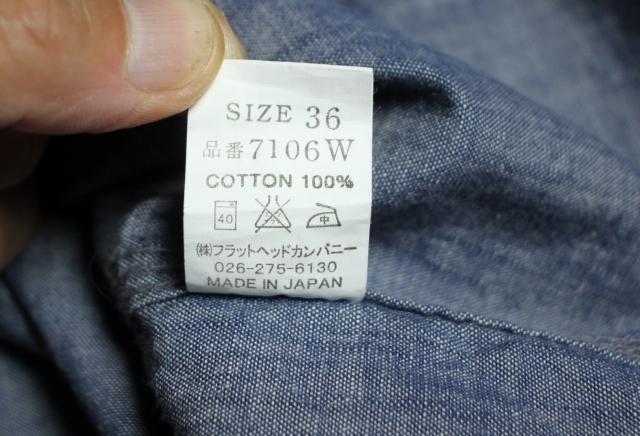 SIZE 36
品番 7106W
COTTON 100%
40 中
(株)フラットヘッドカンパニー
026-275-6130
MADE IN JAPAN